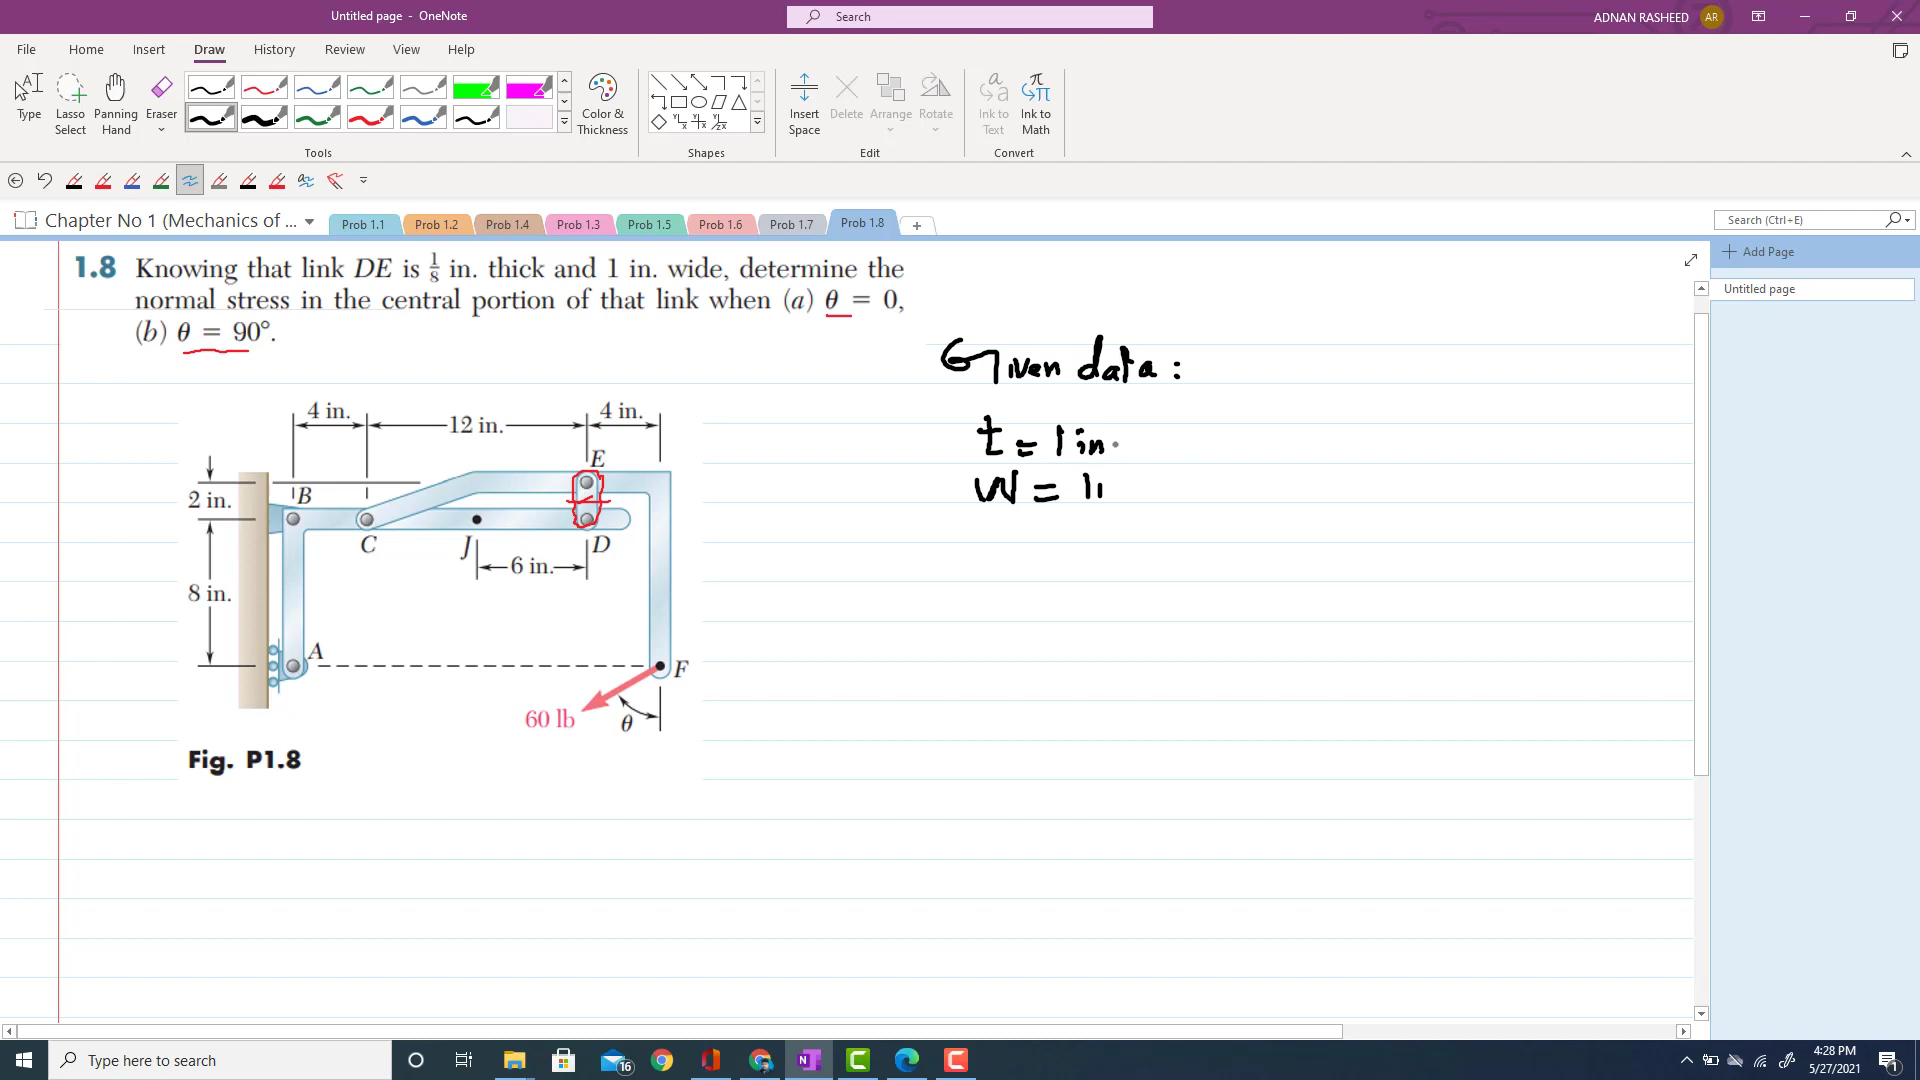 Untitled page - OneNote
Search
ADNAN RASHEED
AR
File Home Insert Draw History Review View Help
Type
Lasso Select
Panning Hand
Eraser
Color & Thickness
Insert Space
Delete
Arrange
Rotate
Ink to Text
Ink to Math
Tools
Shapes
Edit
Convert
Chapter No 1 (Mechanics of ...
Prob 1.1
Prob 1.2
Prob 1.4
Prob 1.3
Prob 1.5
Prob 1.6
Prob 1.7
Prob 1.8
Search (Ctrl+E)
Add Page
Untitled page
1.8 Knowing that link DE is 1/8 in. thick and 1 in. wide, determine the
normal stress in the central portion of that link when (a) θ = 0,
(b) θ = 90°.
Given data :
t = 1 in.
W = 1i
4 in.
12 in.
4 in.
E
2 in.
B
C
J
D
6 in.
8 in.
A
F
60 lb
θ
Fig. P1.8
Type here to search
16
4:28 PM
5/27/2021
1